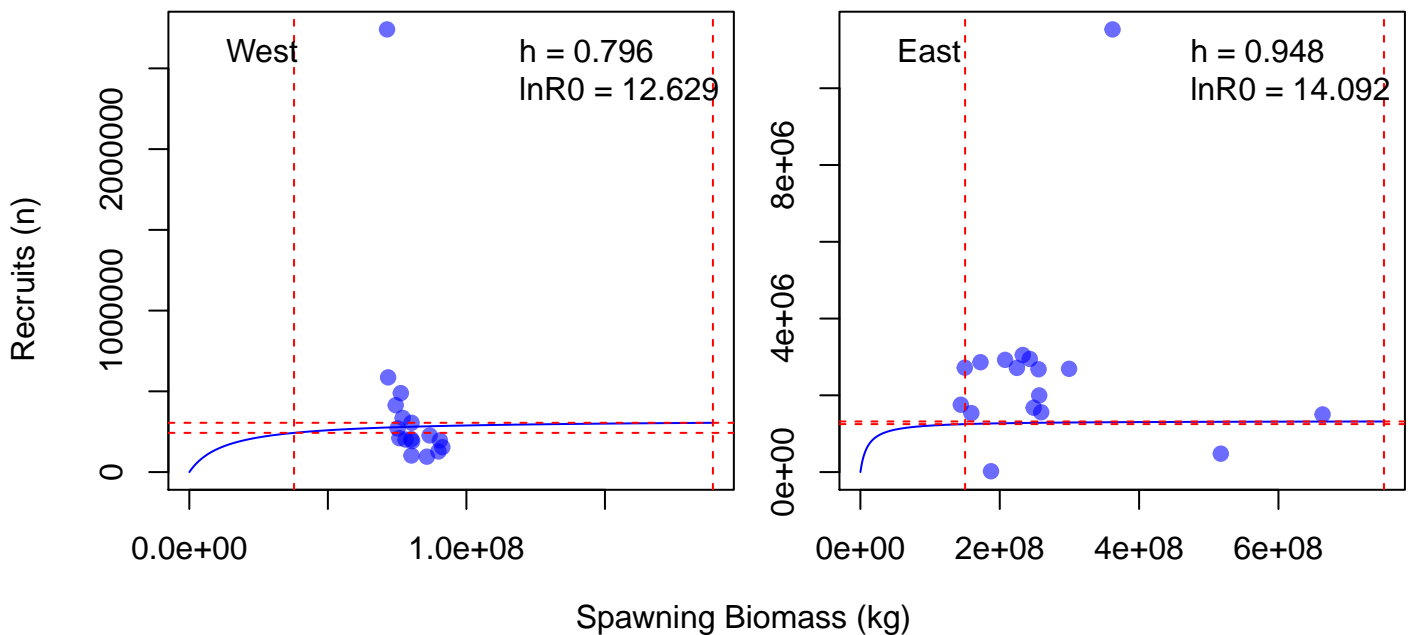 West
h = 0.796
lnR0 = 12.629
East
h = 0.948
lnR0 = 14.092
Recruits (n)
2000000
1000000
0
0.0e+00
1.0e+08
8e+06
4e+06
0e+00
0e+00
2e+08
4e+08
6e+08
Spawning Biomass (kg)